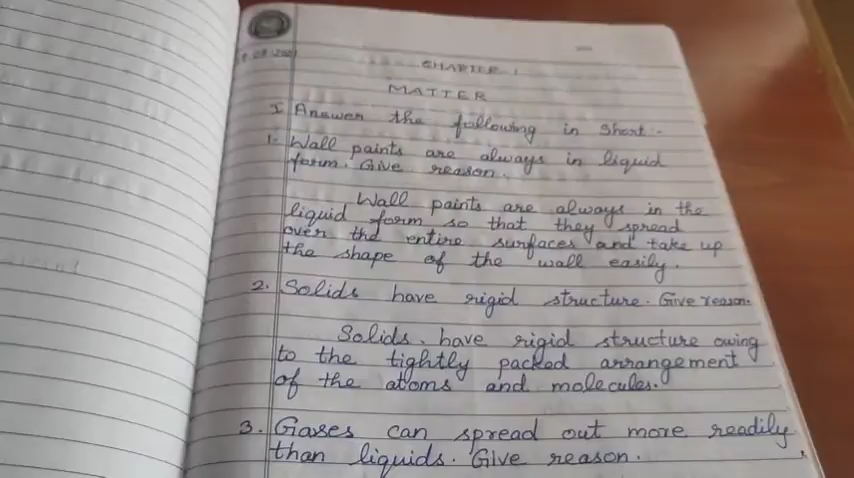 CHAPTER 1
MATTER
I Answer the following in short:-
1. Wall paints are always in liquid
form. Give reason.
Wall paints are always in the
liquid form so that they spread
over the entire surfaces and take up
the shape of the wall easily.
2. Solids have rigid structure. Give reason.
Solids have rigid structure owing
to the tightly packed arrangement
of the atoms and molecules.
3. Gases can spread out more readily
than liquids. Give reason.